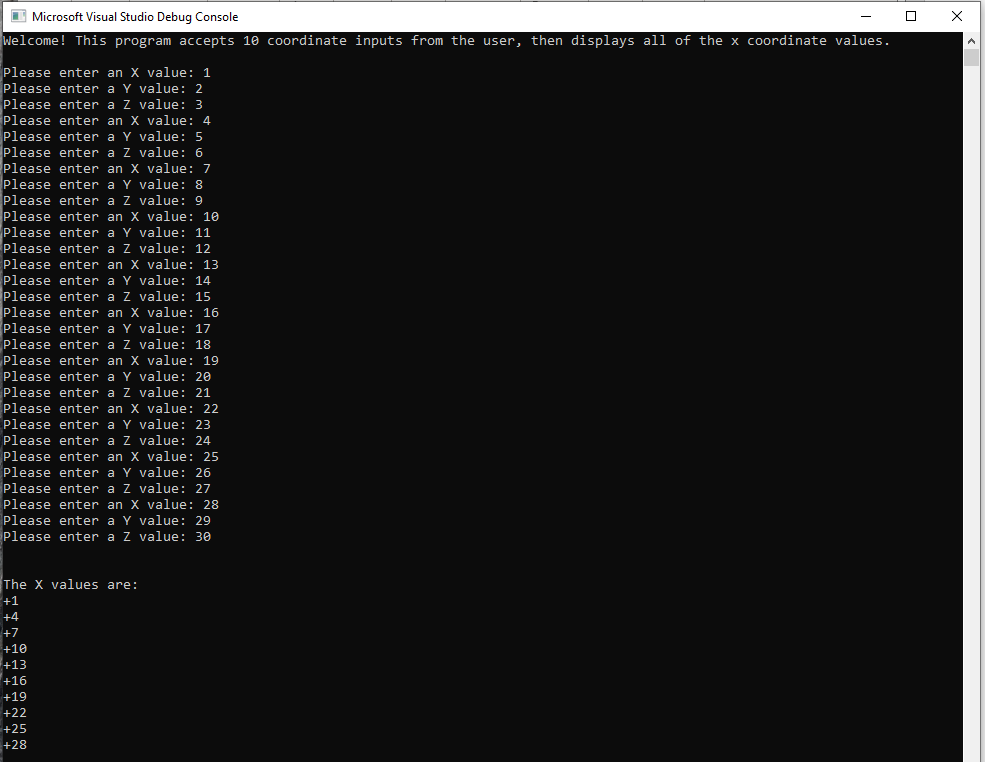 Microsoft Visual Studio Debug Console
Welcome! This program accepts 10 coordinate inputs from the user, then displays all of the x coordinate values.
Please enter an X value: 1
Please enter a Y value: 2
Please enter a Z value: 3
Please enter an X value: 4
Please enter a Y value: 5
Please enter a Z value: 6
Please enter an X value: 7
Please enter a Y value: 8
Please enter a Z value: 9
Please enter an X value: 10
Please enter a Y value: 11
Please enter a Z value: 12
Please enter an X value: 13
Please enter a Y value: 14
Please enter a Z value: 15
Please enter an X value: 16
Please enter a Y value: 17
Please enter a Z value: 18
Please enter an X value: 19
Please enter a Y value: 20
Please enter a Z value: 21
Please enter an X value: 22
Please enter a Y value: 23
Please enter a Z value: 24
Please enter an X value: 25
Please enter a Y value: 26
Please enter a Z value: 27
Please enter an X value: 28
Please enter a Y value: 29
Please enter a Z value: 30
The X values are:
+1
+4
+7
+10
+13
+16
+19
+22
+25
+28